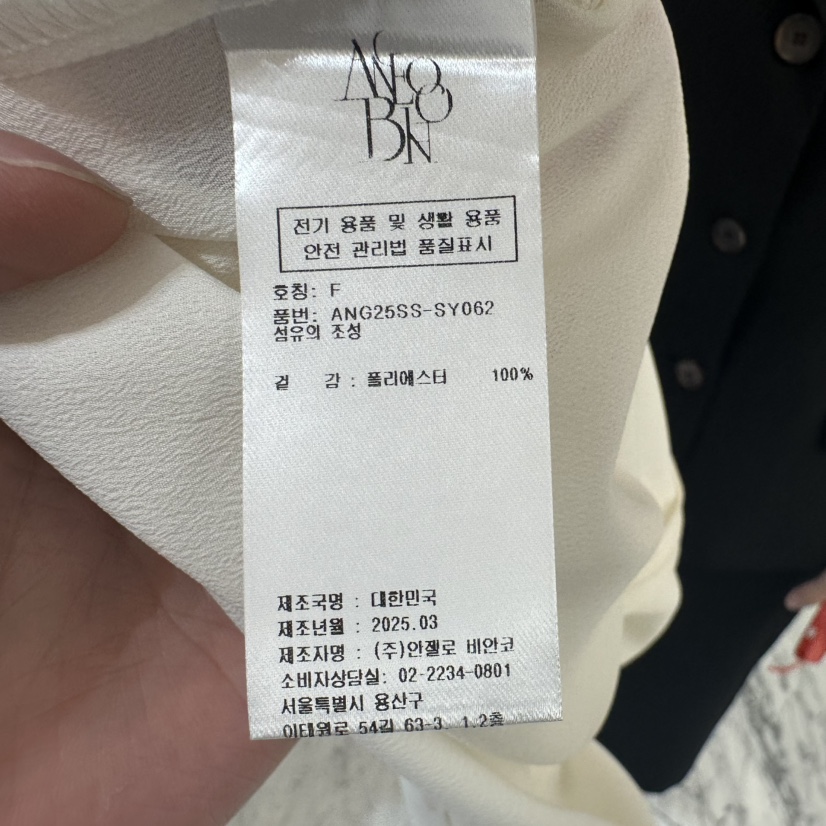 전기 용품 및 생활 용품
안전 관리법 품질표시
호칭: F
품번: ANG25SS-SY062
섬유의 조성
겉 감 : 폴리에스터 100%
제조국명 : 대한민국
제조년월 : 2025.03
제조자명 : (주)안젤로 비안코
소비자상담실: 02-2234-0801
서울특별시 용산구
이태원로 54길 63-3, 1,2층